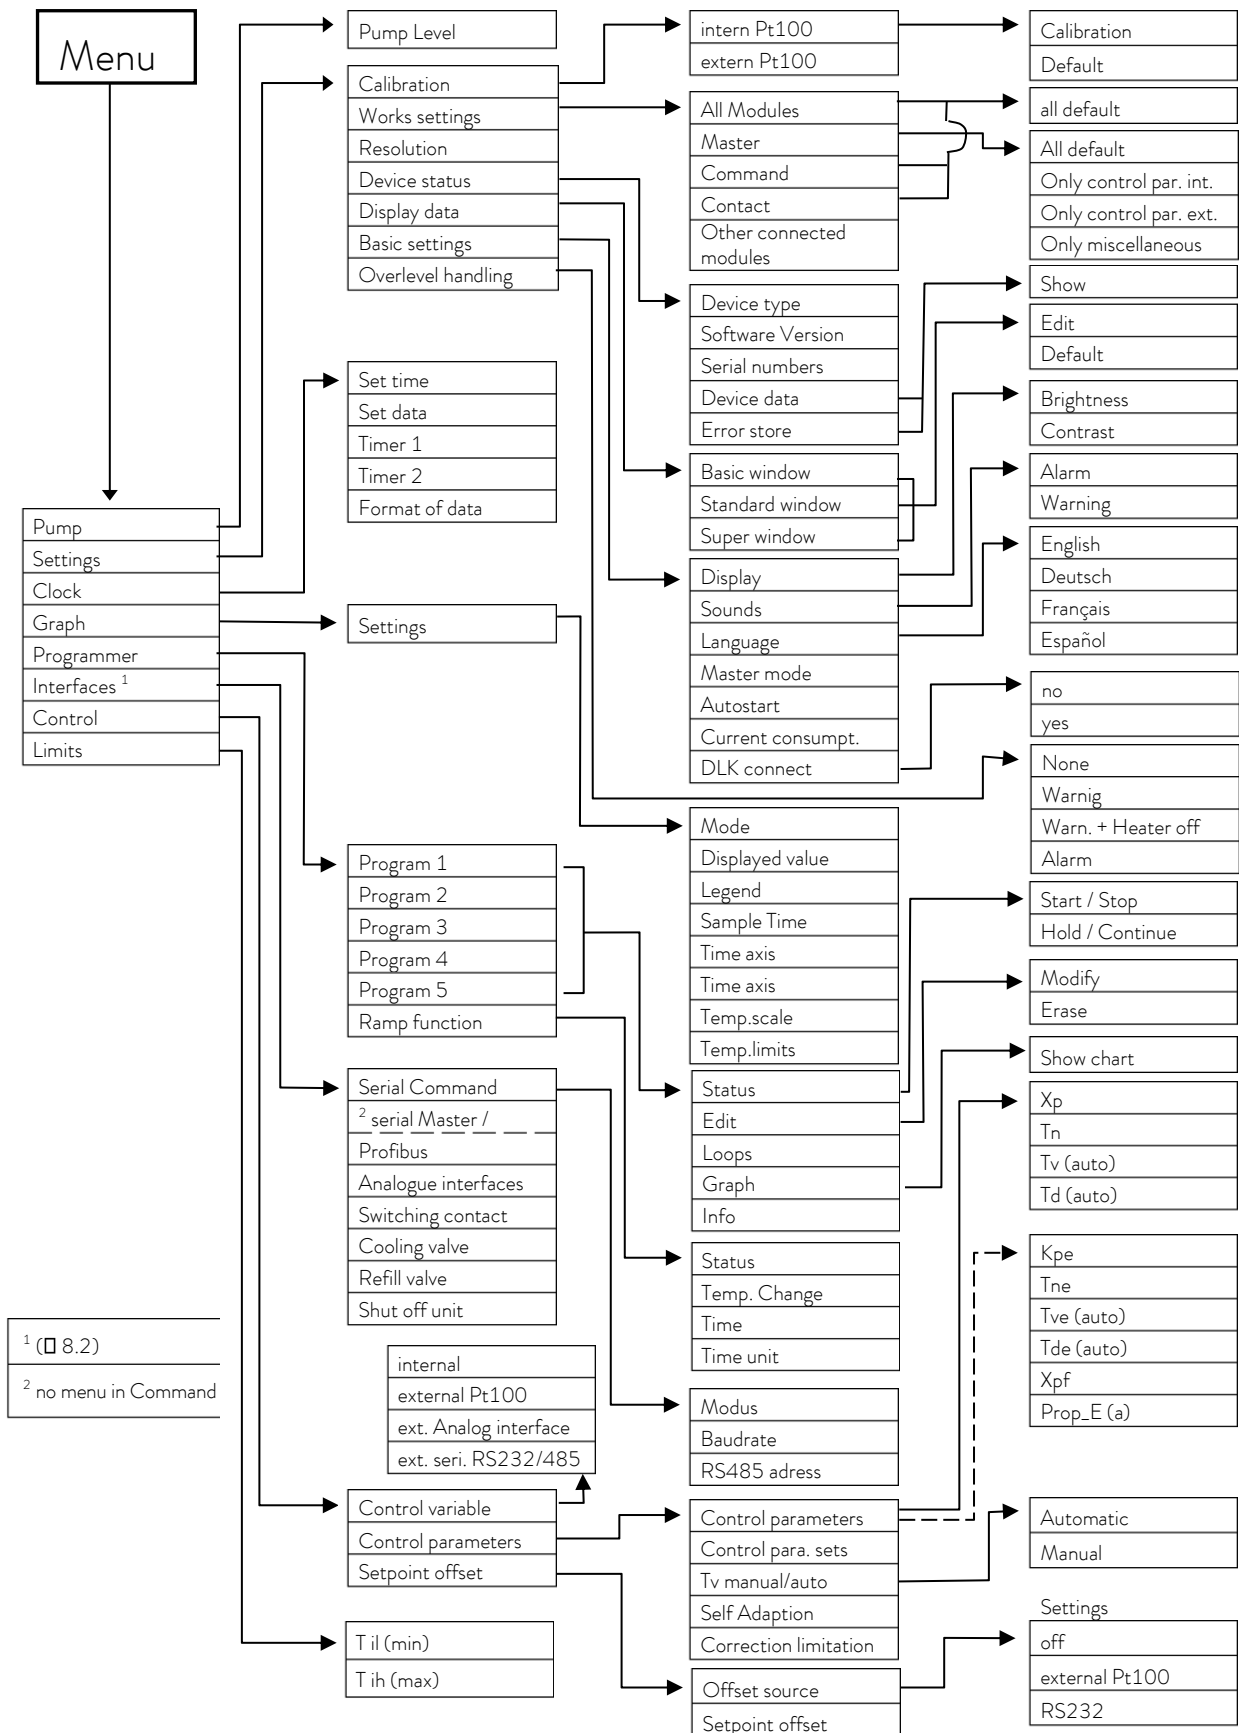 Menu
Pump
Settings
Clock
Graph
Programmer
Interfaces 1
Control
Limits
1 (▯ 8.2)
2 no menu in Command
Pump Level
Calibration
Works settings
Resolution
Device status
Display data
Basic settings
Overlevel handling
Set time
Set data
Timer 1
Timer 2
Format of data
Settings
Program 1
Program 2
Program 3
Program 4
Program 5
Ramp function
Serial Command
2 serial Master /
Profibus
Analogue interfaces
Switching contact
Cooling valve
Refill valve
Shut off unit
internal
external Pt100
ext. Analog interface
ext. seri. RS232/485
Control variable
Control parameters
Setpoint offset
T il (min)
T ih (max)
intern Pt100
extern Pt100
All Modules
Master
Command
Contact
Other connected
modules
Device type
Software Version
Serial numbers
Device data
Error store
Basic window
Standard window
Super window
Display
Sounds
Language
Master mode
Autostart
Current consumpt.
DLK connect
Mode
Displayed value
Legend
Sample Time
Time axis
Time axis
Temp.scale
Temp.limits
Status
Edit
Loops
Graph
Info
Status
Temp. Change
Time
Time unit
Modus
Baudrate
RS485 adress
Control parameters
Control para. sets
Tv manual/auto
Self Adaption
Correction limitation
Offset source
Setpoint offset
Calibration
Default
all default
All default
Only control par. int.
Only control par. ext.
Only miscellaneous
Show
Edit
Default
Brightness
Contrast
Alarm
Warning
English
Deutsch
Français
Español
no
yes
None
Warnig
Warn. + Heater off
Alarm
Start / Stop
Hold / Continue
Modify
Erase
Show chart
Xp
Tn
Tv (auto)
Td (auto)
Kpe
Tne
Tve (auto)
Tde (auto)
Xpf
Prop_E (a)
Automatic
Manual
Settings
off
external Pt100
RS232